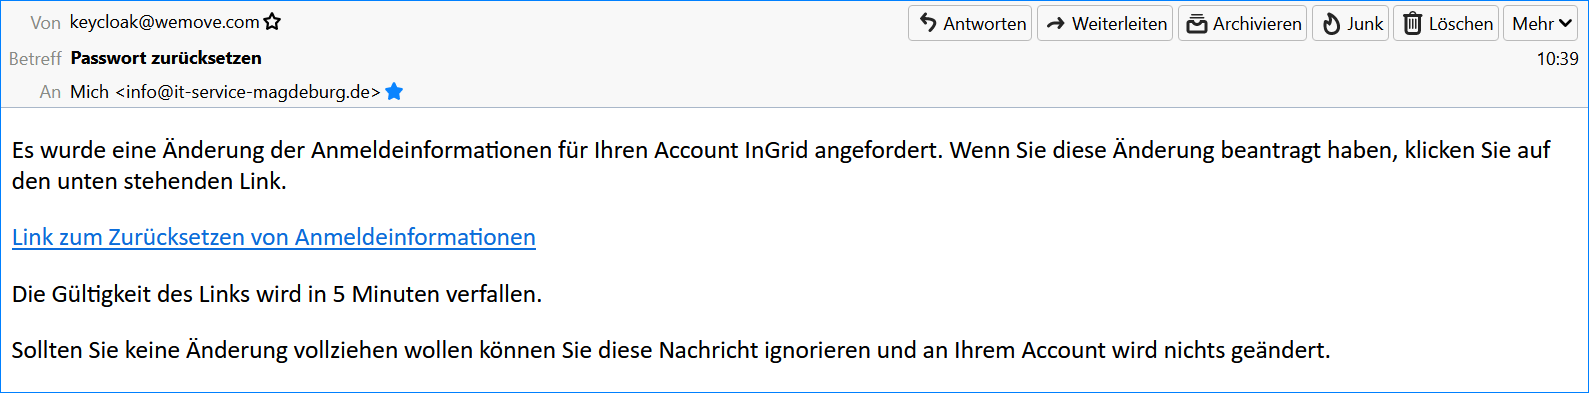 Von keycloak@wemove.com Antworten Weiterleiten Archivieren Junk Löschen Mehr
Betreff Passwort zurücksetzen 10:39
An Mich <info@it-service-magdeburg.de>
Es wurde eine Änderung der Anmeldeinformationen für Ihren Account InGrid angefordert. Wenn Sie diese Änderung beantragt haben, klicken Sie auf
den unten stehenden Link.
Link zum Zurücksetzen von Anmeldeinformationen
Die Gültigkeit des Links wird in 5 Minuten verfallen.
Sollten Sie keine Änderung vollziehen wollen können Sie diese Nachricht ignorieren und an Ihrem Account wird nichts geändert.